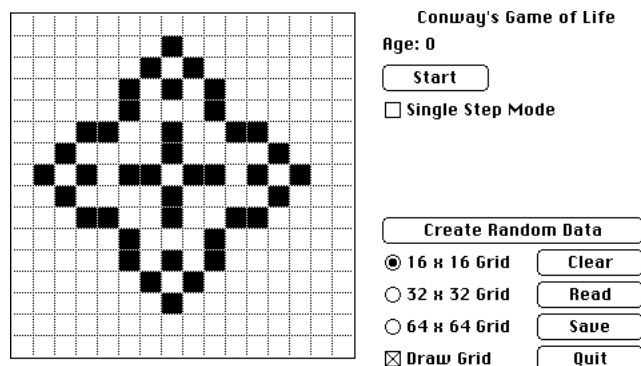 Conway's Game of Life
Age: 0
Start
Single Step Mode
Create Random Data
16 x 16 Grid
Clear
32 x 32 Grid
Read
64 x 64 Grid
Save
Draw Grid
Quit